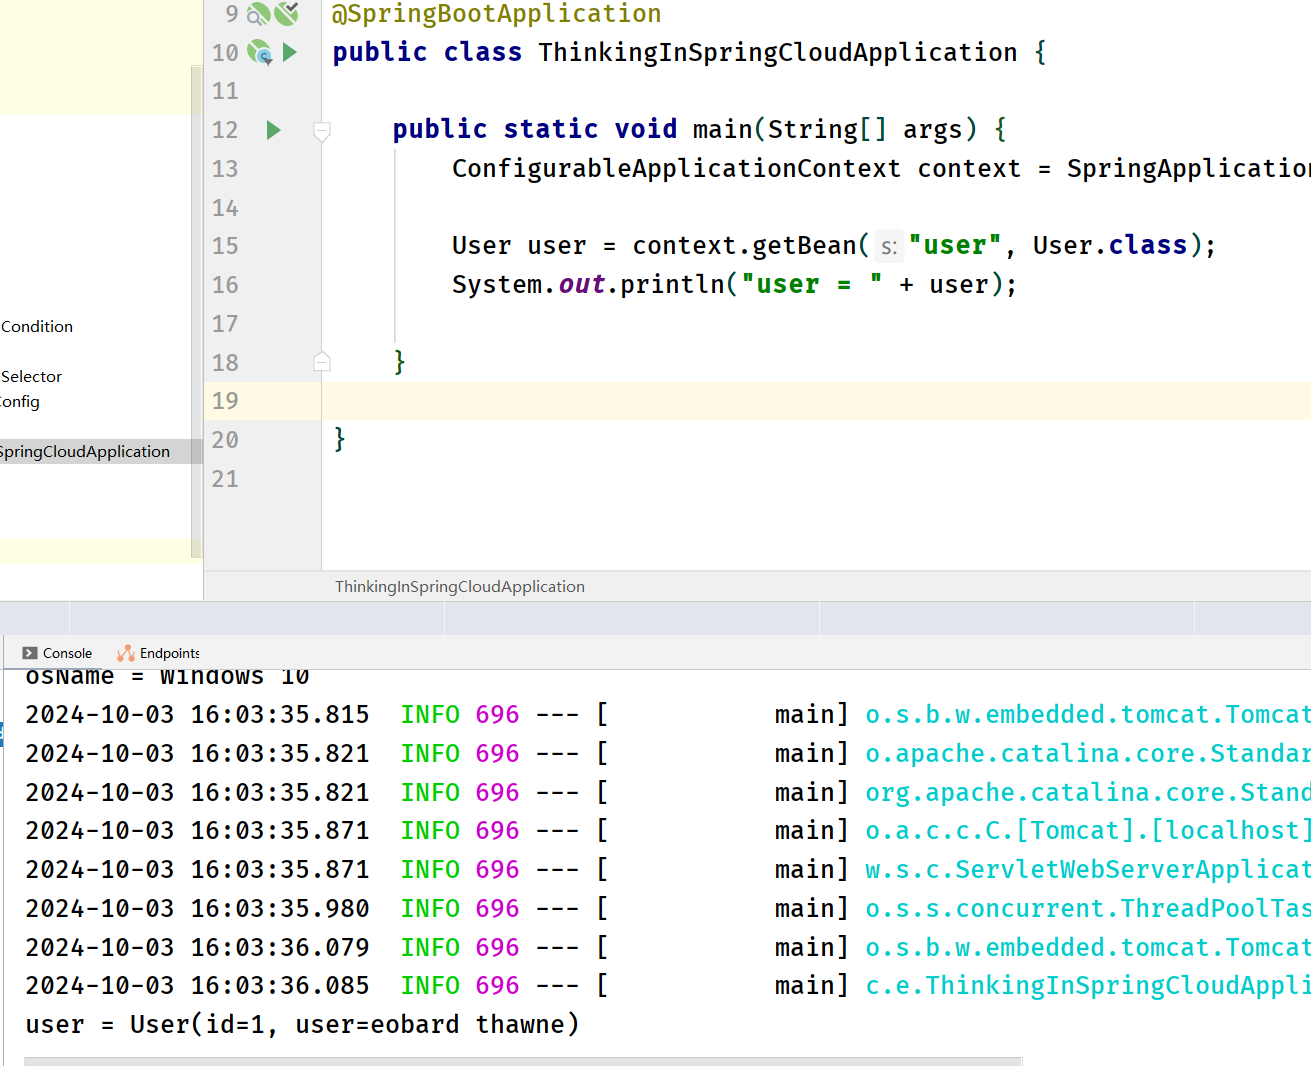 9 @SpringBootApplication
10 public class ThinkingInSpringCloudApplication {
11
12 public static void main(String[] args) {
13 ConfigurableApplicationContext context = SpringApplication
14
15 User user = context.getBean( s: "user", User.class);
16 System.out.println("user = " + user);
17
18 }
19
20 }
21
Condition
Selector
Config
SpringCloudApplication
ThinkingInSpringCloudApplication
Console Endpoints
osName = Windows 10
2024-10-03 16:03:35.815 INFO 696 --- [ main] o.s.b.w.embedded.tomcat.Tomcat
2024-10-03 16:03:35.821 INFO 696 --- [ main] o.apache.catalina.core.Standar
2024-10-03 16:03:35.821 INFO 696 --- [ main] org.apache.catalina.core.Stand
2024-10-03 16:03:35.871 INFO 696 --- [ main] o.a.c.c.C.[Tomcat].[localhost]
2024-10-03 16:03:35.871 INFO 696 --- [ main] w.s.c.ServletWebServerApplicat
2024-10-03 16:03:35.980 INFO 696 --- [ main] o.s.s.concurrent.ThreadPoolTas
2024-10-03 16:03:36.079 INFO 696 --- [ main] o.s.b.w.embedded.tomcat.Tomcat
2024-10-03 16:03:36.085 INFO 696 --- [ main] c.e.ThinkingInSpringCloudAppli
user = User(id=1, user=eobard thawne)